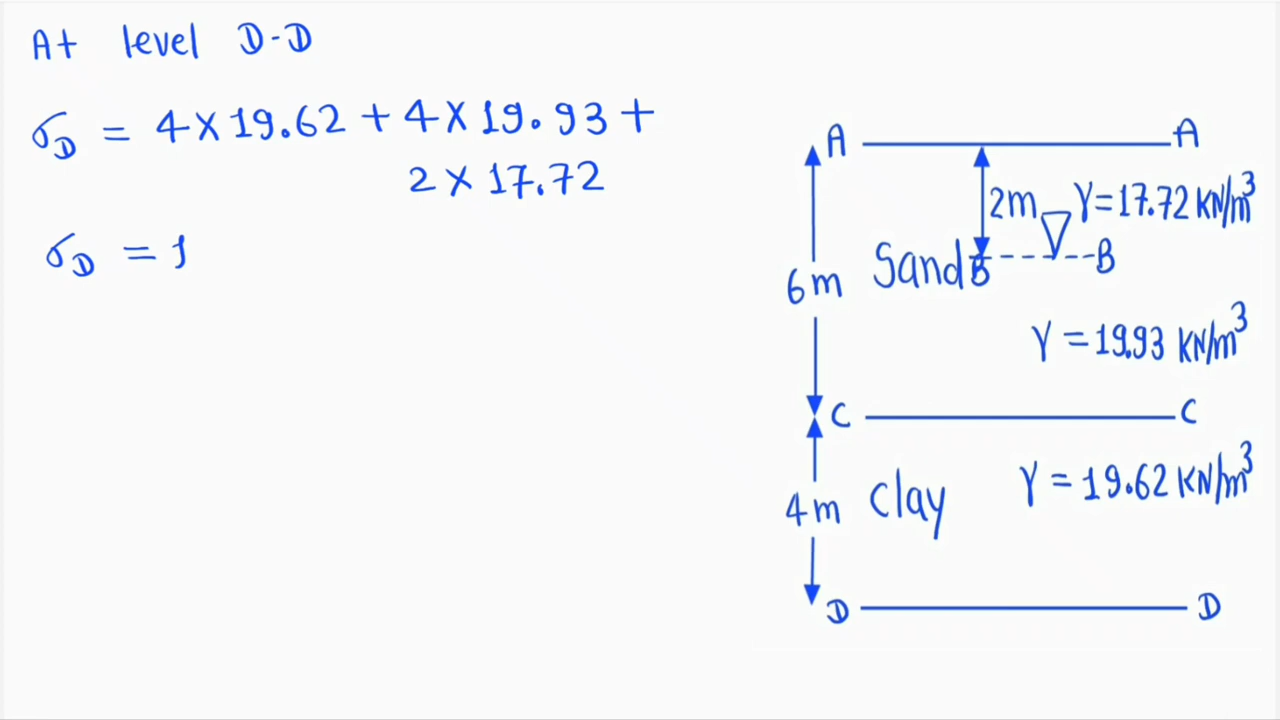 At level D-D
σD = 4 × 19.62 + 4 × 19.93 +
2 × 17.72
σD = 1
A A
2m γ = 17.72 KN/m³
B B
6m Sand
γ = 19.93 KN/m³
C C
4m clay γ = 19.62 KN/m³
D D